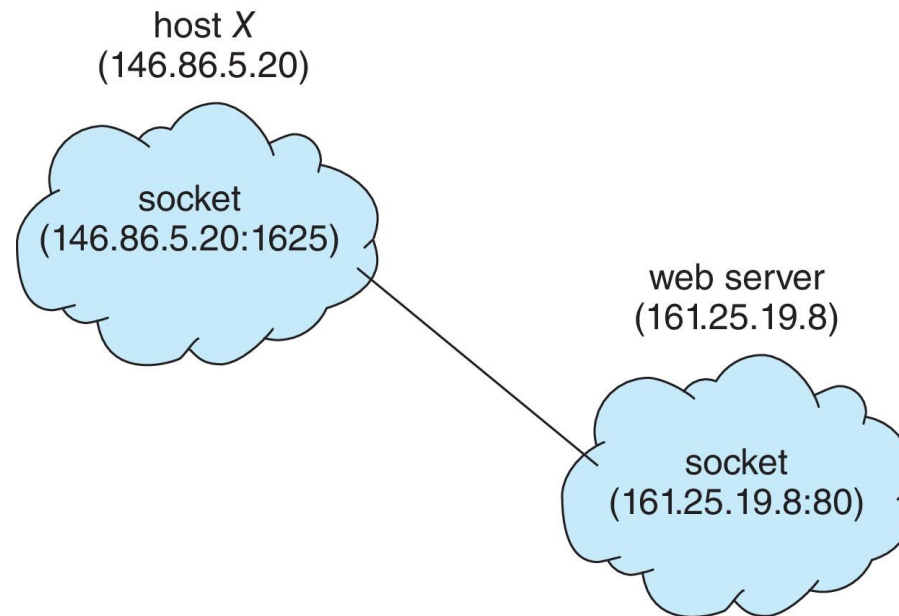 host X
(146.86.5.20)
socket
(146.86.5.20:1625)
web server
(161.25.19.8)
socket
(161.25.19.8:80)